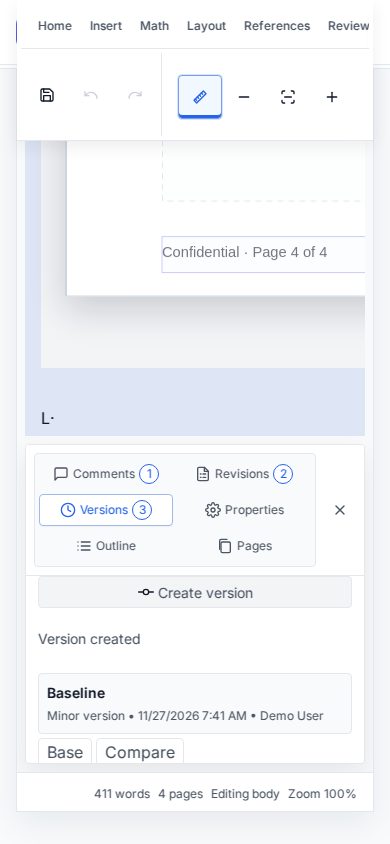 Home Insert Math Layout References Review
Confidential · Page 4 of 4
L·
Comments 1 Revisions 2
Versions 3 Properties
Outline Pages
Create version
Version created
Baseline
Minor version • 11/27/2026 7:41 AM • Demo User
Base Compare
411 words 4 pages Editing body Zoom 100%